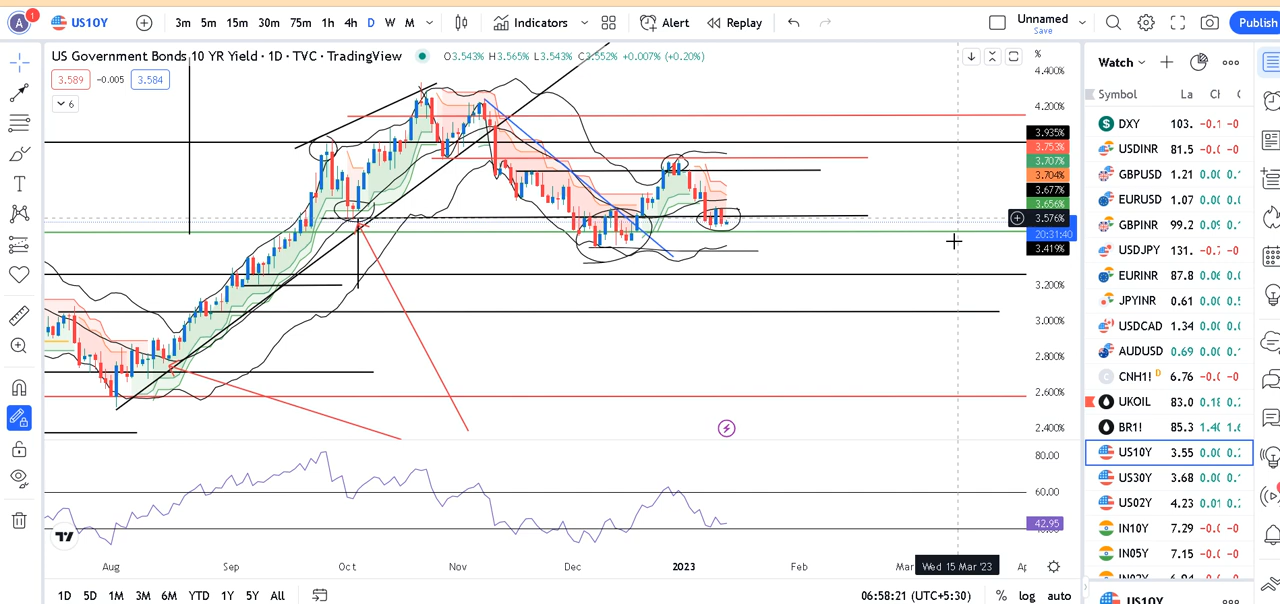 A 1 US10Y 3m 5m 15m 30m 75m 1h 4h D W M Indicators Alert Replay Unnamed Save Publish
US Government Bonds 10 YR Yield · 1D · TVC · TradingView O3.543% H3.565% L3.543% C3.552% +0.007% (+0.20%)
3.589 -0.005 3.584
6
%
4.400%
4.200%
3.935%
3.753%
3.707%
3.704%
3.677%
3.656%
3.576%
20:31:40
3.419%
3.200%
3.000%
2.800%
2.600%
2.400%
80.00
60.00
42.95
Aug Sep Oct Nov Dec 2023 Feb Mar Wed 15 Mar '23
1D 5D 1M 3M 6M YTD 1Y 5Y All 06:58:21 (UTC+5:30) % log auto
Watch
Symbol
DXY 103.
USDINR 81.5
GBPUSD 1.21
EURUSD 1.07
GBPINR 99.2
USDJPY 131.
EURINR 87.8
JPYINR 0.61
USDCAD 1.34
AUDUSD 0.69
CNH1! D 6.76
UKOIL 83.0
BR1! 85.3
US10Y 3.55
US30Y 3.68
US02Y 4.23
IN10Y 7.29
IN05Y 7.15
US10Y